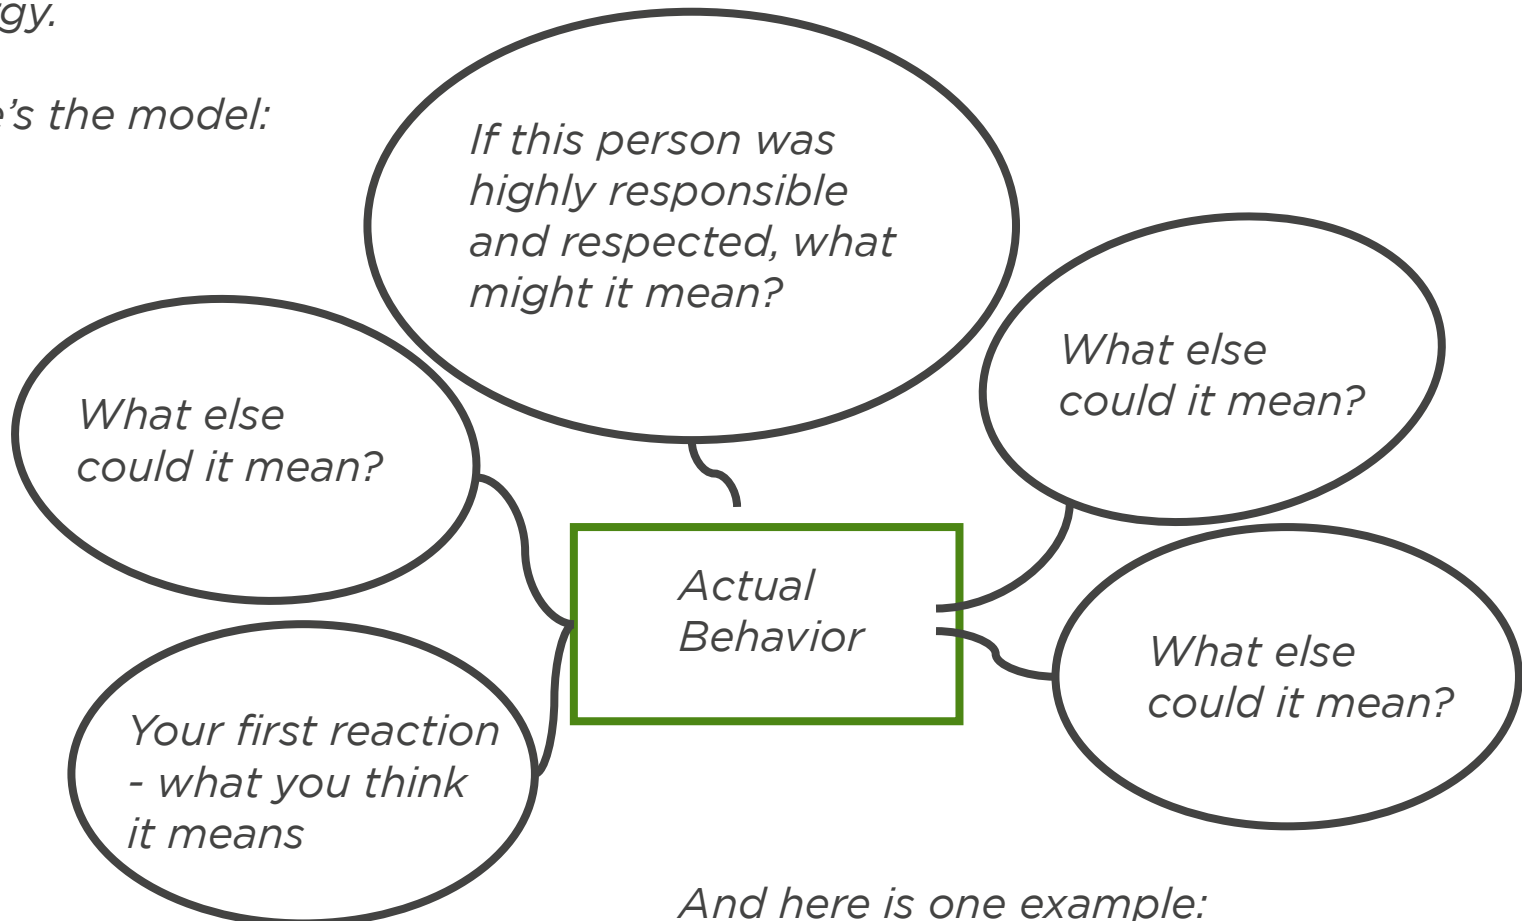 e's the model:
If this person was
highly responsible
and respected, what
might it mean?
What else
could it mean?
What else
could it mean?
Actual
Behavior
What else
could it mean?
Your first reaction
- what you think
it means
And here is one example: